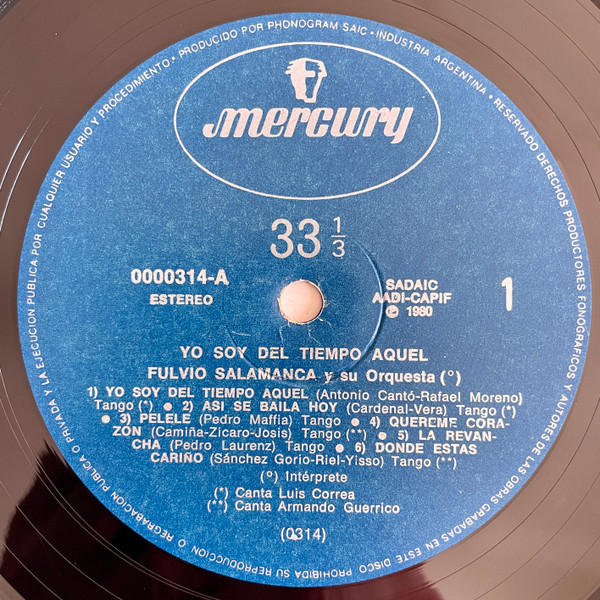 PRODUCIDO POR PHONOGRAM SAIC • INDUSTRIA ARGENTINA • RESERVADO DERECHOS PRODUCTORES FONOGRAFICOS Y AUTORES DE LAS OBRAS GRABADAS EN ESTE DISCO PROHIBIDA SU REPRODUCCION O REGRABACION PUBLICA O PRIVADA Y LA EJECUCION PUBLICA POR CUALQUIER USUARIO Y PROCEDIMIENTO •
mercury
33 1/3
0000314-A
ESTEREO
SADAIC
AADI-CAPIF
℗ 1980
1
YO SOY DEL TIEMPO AQUEL
FULVIO SALAMANCA y su Orquesta (°)
1) YO SOY DEL TIEMPO AQUEL (Antonio Cantó-Rafael Moreno)
Tango (*) ● 2) ASI SE BAILA HOY (Cardenal-Vera) Tango (*)
● 3) PELELE (Pedro Maffia) Tango ● 4) QUEREME CORA-
ZÓN (Camiña-Zícaro-Josis) Tango (**) ● 5) LA REVAN-
CHA (Pedro Laurenz) Tango ● 6) DONDE ESTAS
CARIÑO (Sánchez Gorio-Riel-Yisso) Tango (**)
(°) Intérprete
(*) Canta Luis Correa
(**) Canta Armando Guerrico
(0314)